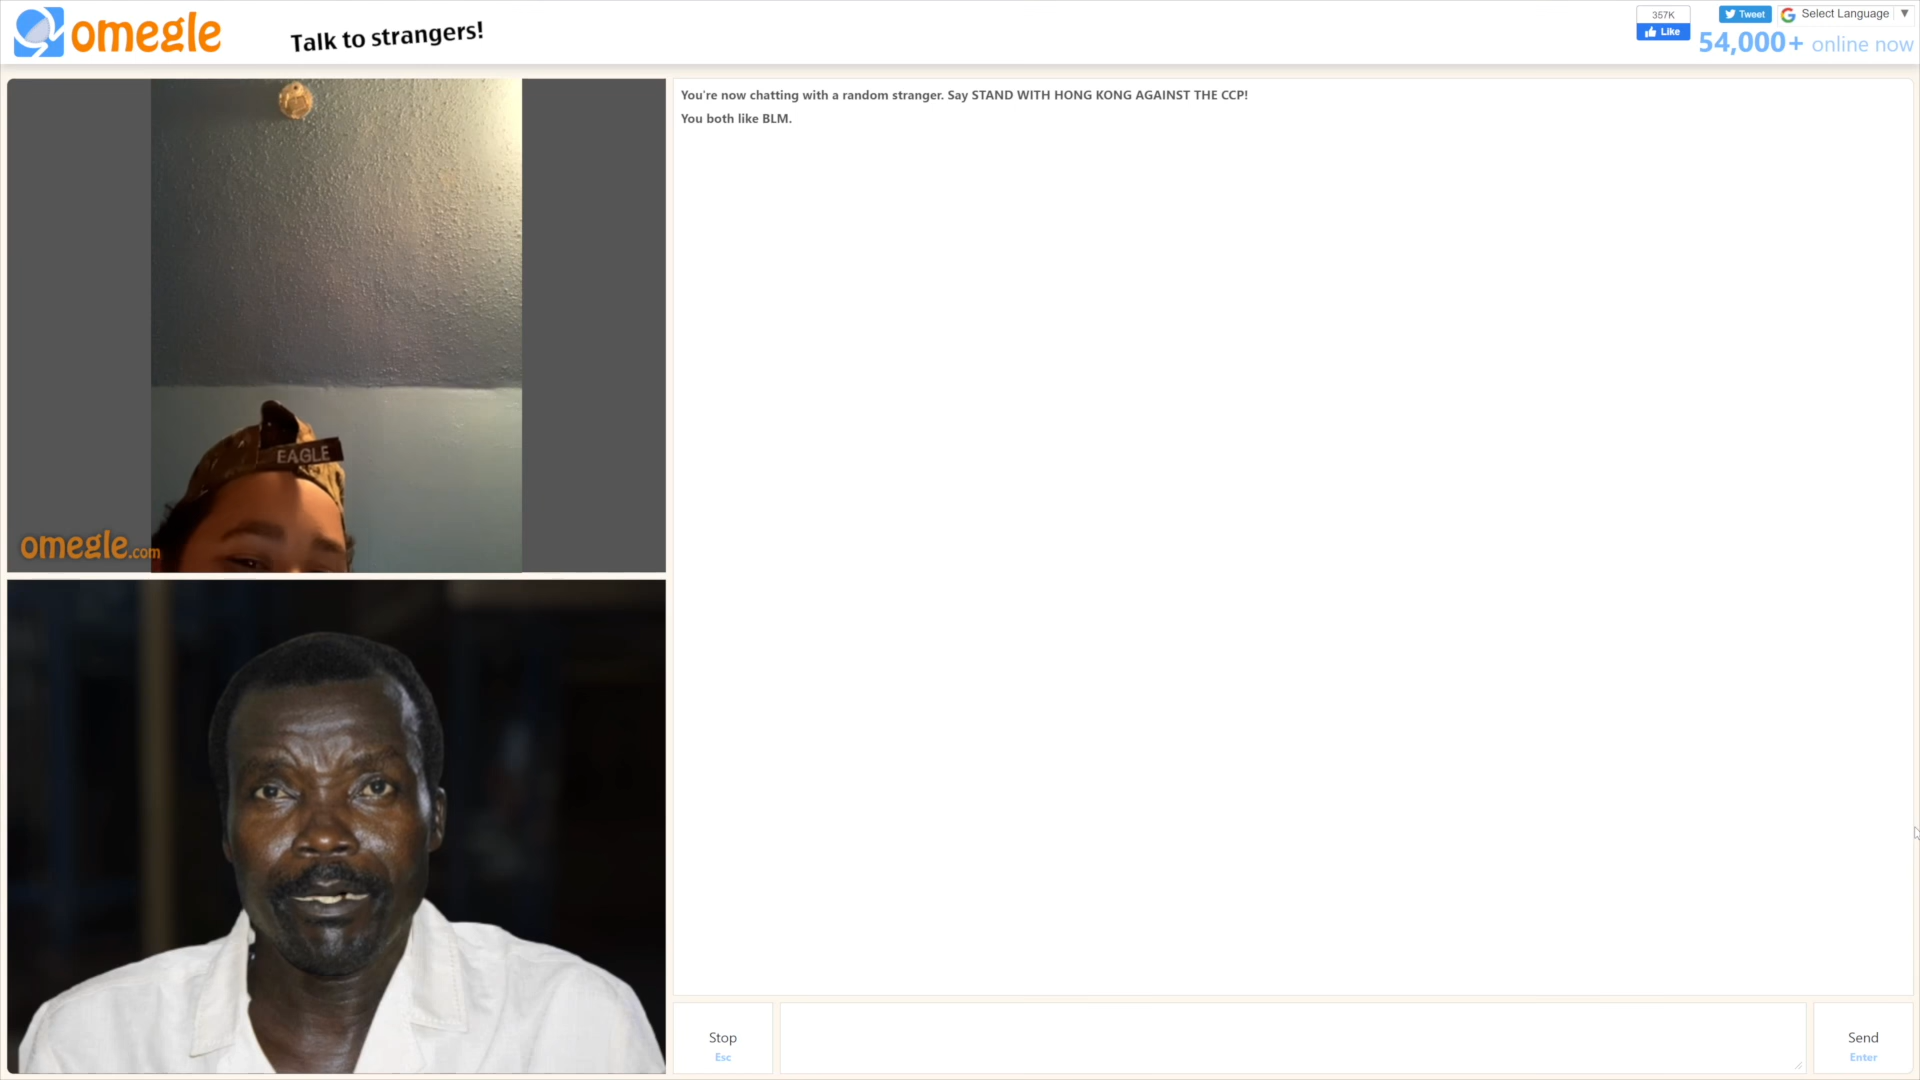 omegle
Talk to strangers!
357K
Like
Tweet
Select Language ▼
54,000+ online now
You're now chatting with a random stranger. Say STAND WITH HONG KONG AGAINST THE CCP!
You both like BLM.
EAGLE
omegle.com
Stop
Esc
Send
Enter